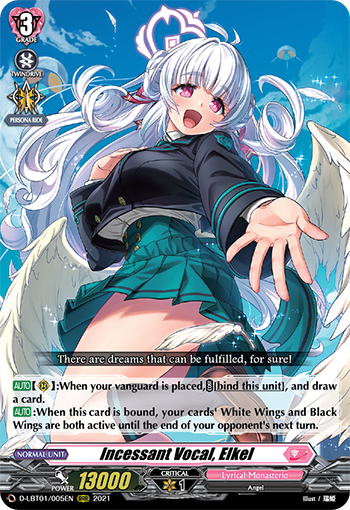 3
GRADE
TWINDRIVE
PERSONA RIDE
There are dreams that can be fulfilled, for sure!
AUTO【】:When your vanguard is placed,[bind this unit], and draw
a card.
AUTO:When this card is bound, your cards' White Wings and Black
Wings are both active until the end of your opponent's next turn.
NORMAL UNIT
Incessant Vocal, Elkel
POWER 13000
CRITICAL
1
Lyrical Monasterio
Angel
D-LBT01/005EN RRR 2021
Illust / 瑞姫